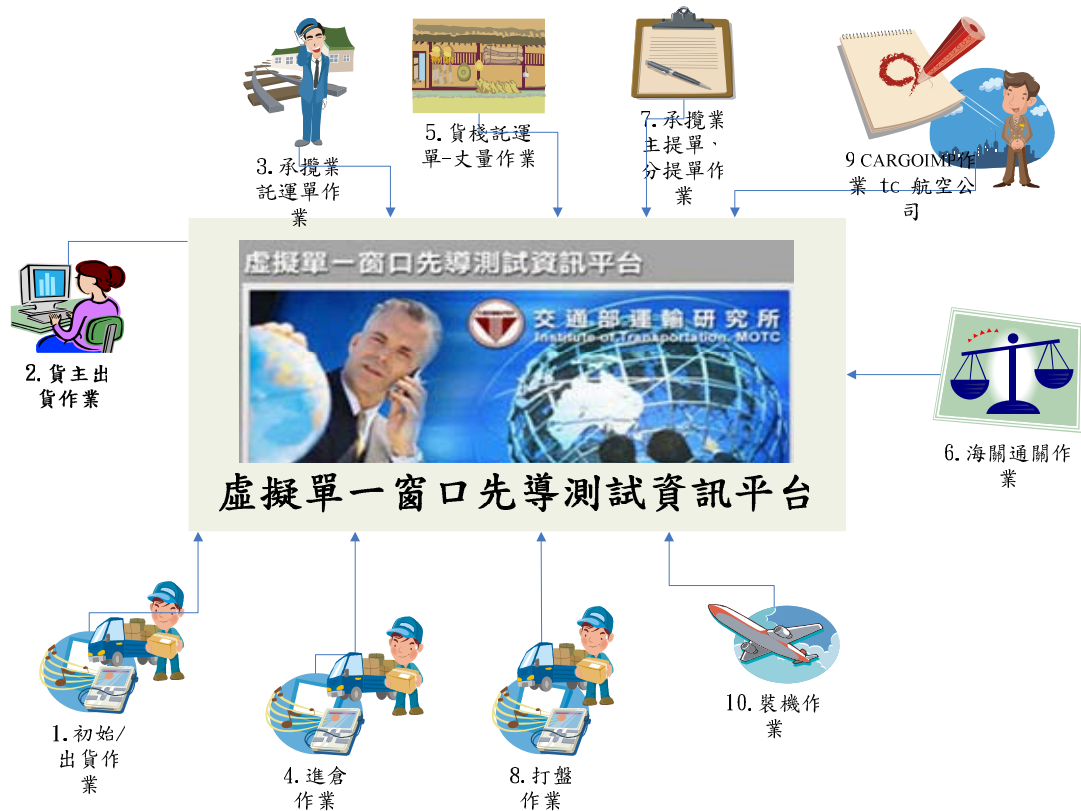 3.承攬業
託運單作
業
5.貨棧託運
單-丈量作業
7.承攬業
主提單、
分提單作
業
9 CARGOIMP作
業 tc 航空公
司
2.貨主出
貨作業
虛擬單一窗口先導測試資訊平台
交通部運輸研究所
Institute of Transportation, MOTC
虛擬單一窗口先導測試資訊平台
6.海關通關作
業
1.初始/
出貨作
業
4.進倉
作業
8.打盤
作業
10.裝機作
業